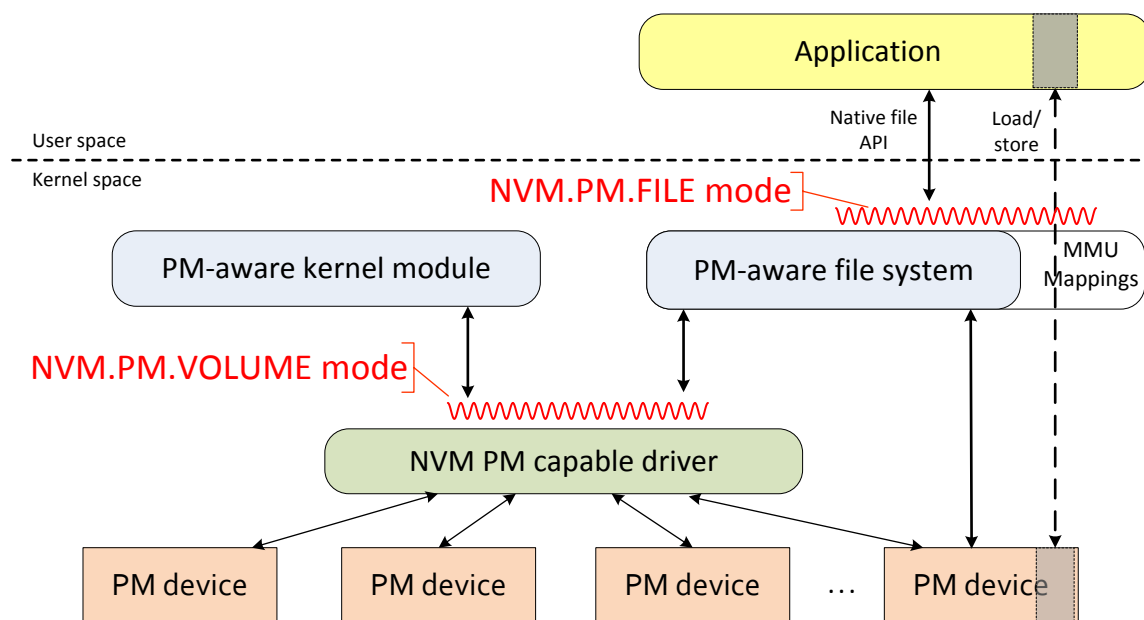 Application
Native file
API
Load/
store
User space
Kernel space
NVM.PM.FILE mode
PM-aware kernel module
PM-aware file system
MMU
Mappings
NVM.PM.VOLUME mode
NVM PM capable driver
PM device
PM device
PM device
...
PM device